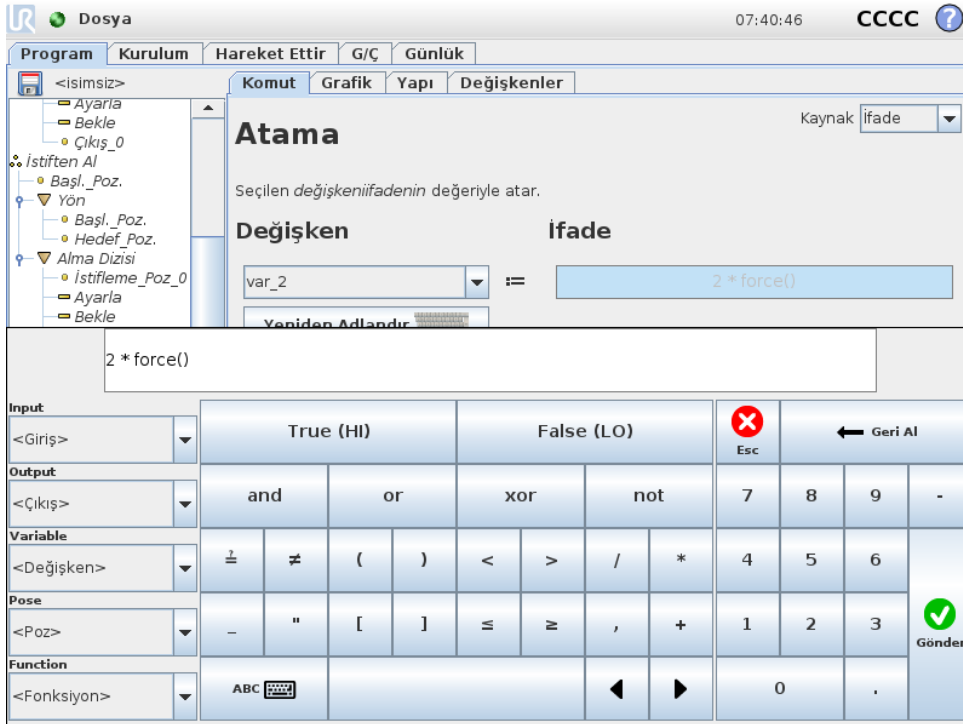 UR Dosya 07:40:46 CCCC ?
Program Kurulum Hareket Ettir G/Ç Günlük
<isimsiz> Komut Grafik Yapı Değişkenler
Ayarla
Bekle
Çıkış_0
İstiften Al
Başl._Poz.
Yön
Başl._Poz.
Hedef_Poz.
Alma Dizisi
İstifleme_Poz_0
Ayarla
Bekle
Kaynak İfade
Atama
Seçilen değişkeniifadenin değeriyle atar.
Değişken İfade
var_2 := 2 * force()
Yeniden Adlandır
2 * force()
Input
<Giriş>
Output
<Çıkış>
Variable
<Değişken>
Pose
<Poz>
Function
<Fonksiyon>
True (HI) False (LO) Esc Geri Al
and or xor not 7 8 9 -
≟ ≠ ( ) < > / * 4 5 6
_ " [ ] ≤ ≥ , + 1 2 3 Gönder
ABC 0 .